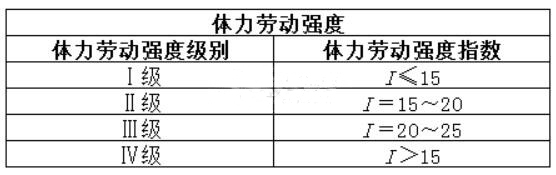 体力劳动强度
体力劳动强度级别 体力劳动强度指数
Ⅰ级 I≤15
Ⅱ级 I=15～20
Ⅲ级 I=20～25
Ⅳ级 I>15